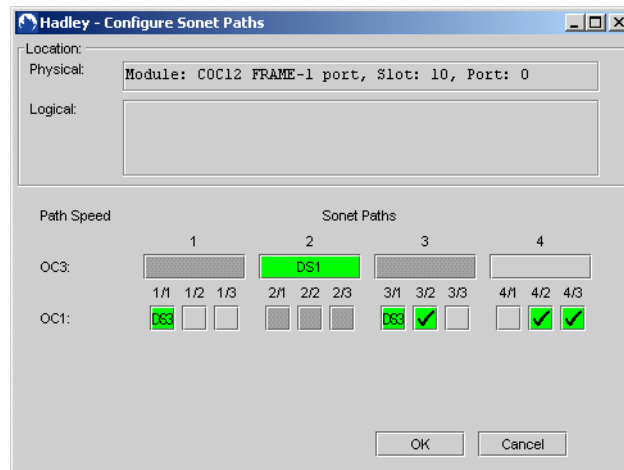 Hadley - Configure Sonet Paths
Location:
Physical: Module: COC12 FRAME-1 port, Slot: 10, Port: 0
Logical:
Path Speed Sonet Paths
1 2 3 4
OC3: DS1
1/1 1/2 1/3 2/1 2/2 2/3 3/1 3/2 3/3 4/1 4/2 4/3
OC1: DS3 DS3
OK Cancel